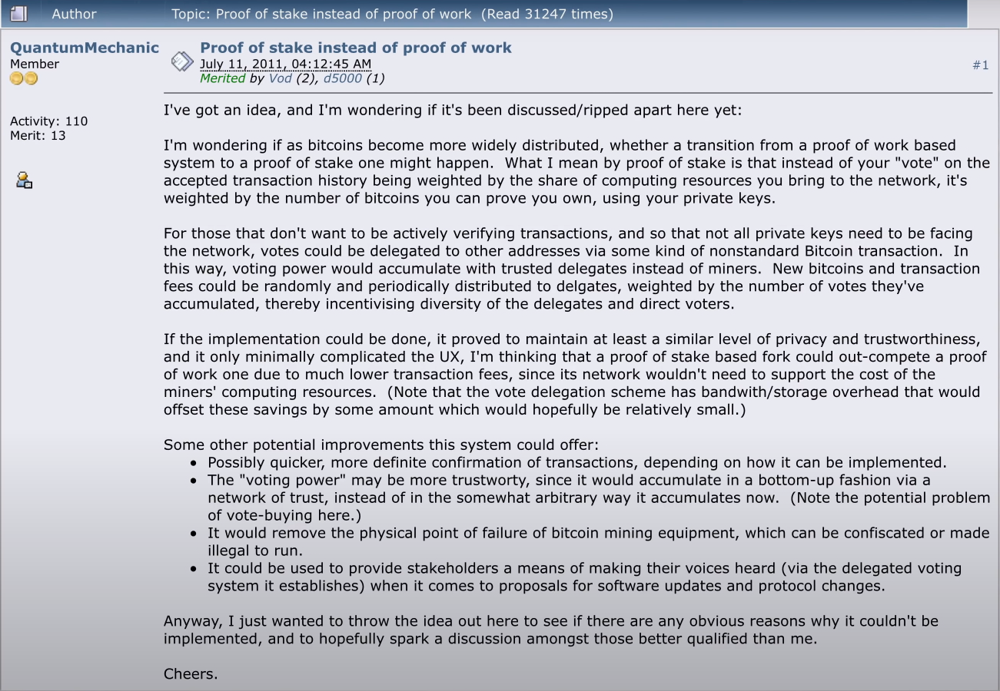 Author
Topic: Proof of stake instead of proof of work (Read 31247 times)
QuantumMechanic
Member
Activity: 110
Merit: 13
Proof of stake instead of proof of work
July 11, 2011, 04:12:45 AM
Merited by Vod (2), d5000 (1)
#1
I've got an idea, and I'm wondering if it's been discussed/ripped apart here yet:
I'm wondering if as bitcoins become more widely distributed, whether a transition from a proof of work based
system to a proof of stake one might happen. What I mean by proof of stake is that instead of your "vote" on the
accepted transaction history being weighted by the share of computing resources you bring to the network, it's
weighted by the number of bitcoins you can prove you own, using your private keys.
For those that don't want to be actively verifying transactions, and so that not all private keys need to be facing
the network, votes could be delegated to other addresses via some kind of nonstandard Bitcoin transaction. In
this way, voting power would accumulate with trusted delegates instead of miners. New bitcoins and transaction
fees could be randomly and periodically distributed to delgates, weighted by the number of votes they've
accumulated, thereby incentivising diversity of the delegates and direct voters.
If the implementation could be done, it proved to maintain at least a similar level of privacy and trustworthiness,
and it only minimally complicated the UX, I'm thinking that a proof of stake based fork could out-compete a proof
of work one due to much lower transaction fees, since its network wouldn't need to support the cost of the
miners' computing resources. (Note that the vote delegation scheme has bandwith/storage overhead that would
offset these savings by some amount which would hopefully be relatively small.)
Some other potential improvements this system could offer:
• Possibly quicker, more definite confirmation of transactions, depending on how it can be implemented.
• The "voting power" may be more trustworty, since it would accumulate in a bottom-up fashion via a
network of trust, instead of in the somewhat arbitrary way it accumulates now. (Note the potential problem
of vote-buying here.)
• It would remove the physical point of failure of bitcoin mining equipment, which can be confiscated or made
illegal to run.
• It could be used to provide stakeholders a means of making their voices heard (via the delegated voting
system it establishes) when it comes to proposals for software updates and protocol changes.
Anyway, I just wanted to throw the idea out here to see if there are any obvious reasons why it couldn't be
implemented, and to hopefully spark a discussion amongst those better qualified than me.
Cheers.